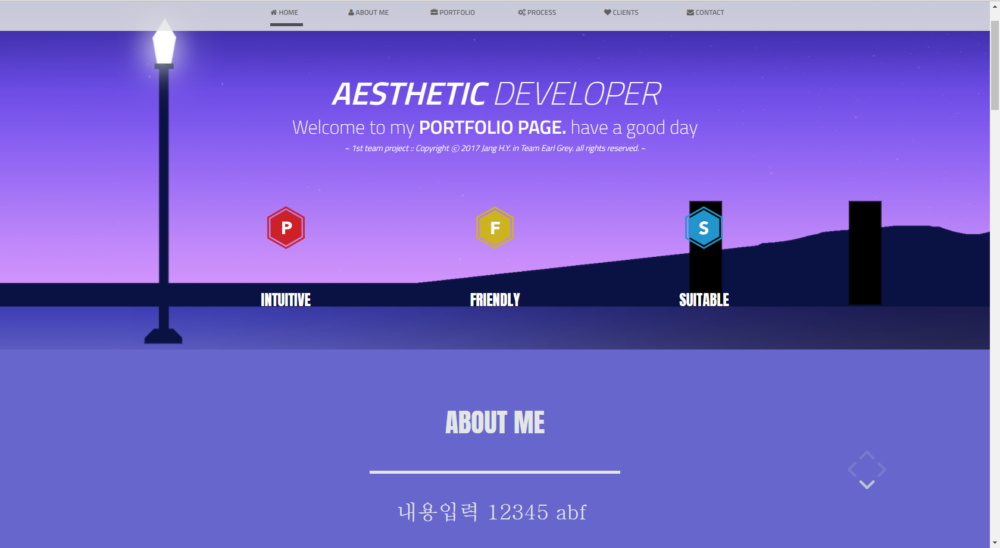 HOME ABOUT ME PORTFOLIO PROCESS CLIENTS CONTACT
AESTHETIC DEVELOPER
Welcome to my PORTFOLIO PAGE. have a good day
~ 1st team project :: Copyright ⓒ 2017 Jang H.Y. in Team Earl Grey. all rights reserved. ~
P F S
INTUITIVE FRIENDLY SUITABLE
ABOUT ME
내용입력 12345 abf